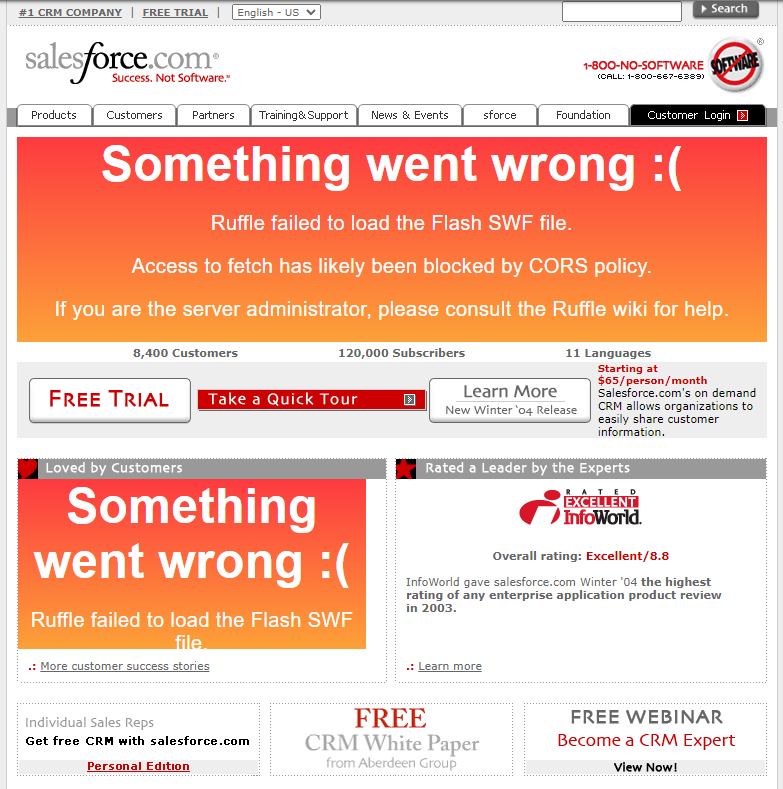 #1 CRM COMPANY | FREE TRIAL | English - US
Search
salesforce.com®
Success. Not Software.™
1-800-NO-SOFTWARE
(CALL: 1-800-667-6389)
SOFTWARE ®
Products
Customers
Partners
Training&Support
News & Events
sforce
Foundation
Customer Login
Something went wrong :(
Ruffle failed to load the Flash SWF file.
Access to fetch has likely been blocked by CORS policy.
If you are the server administrator, please consult the Ruffle wiki for help.
8,400 Customers
120,000 Subscribers
11 Languages
FREE TRIAL
Take a Quick Tour
Learn More
New Winter '04 Release
Starting at
$65/person/month
Salesforce.com's on demand
CRM allows organizations to
easily share customer
information.
Loved by Customers
Something
went wrong :(
Ruffle failed to load the Flash SWF
file.
.: More customer success stories
Rated a Leader by the Experts
RATED
EXCELLENT
InfoWorld.
Overall rating: Excellent/8.8
InfoWorld gave salesforce.com Winter '04 the highest
rating of any enterprise application product review
in 2003.
.: Learn more
Individual Sales Reps
Get free CRM with salesforce.com
Personal Edition
FREE
CRM White Paper
from Aberdeen Group
FREE WEBINAR
Become a CRM Expert
View Now!